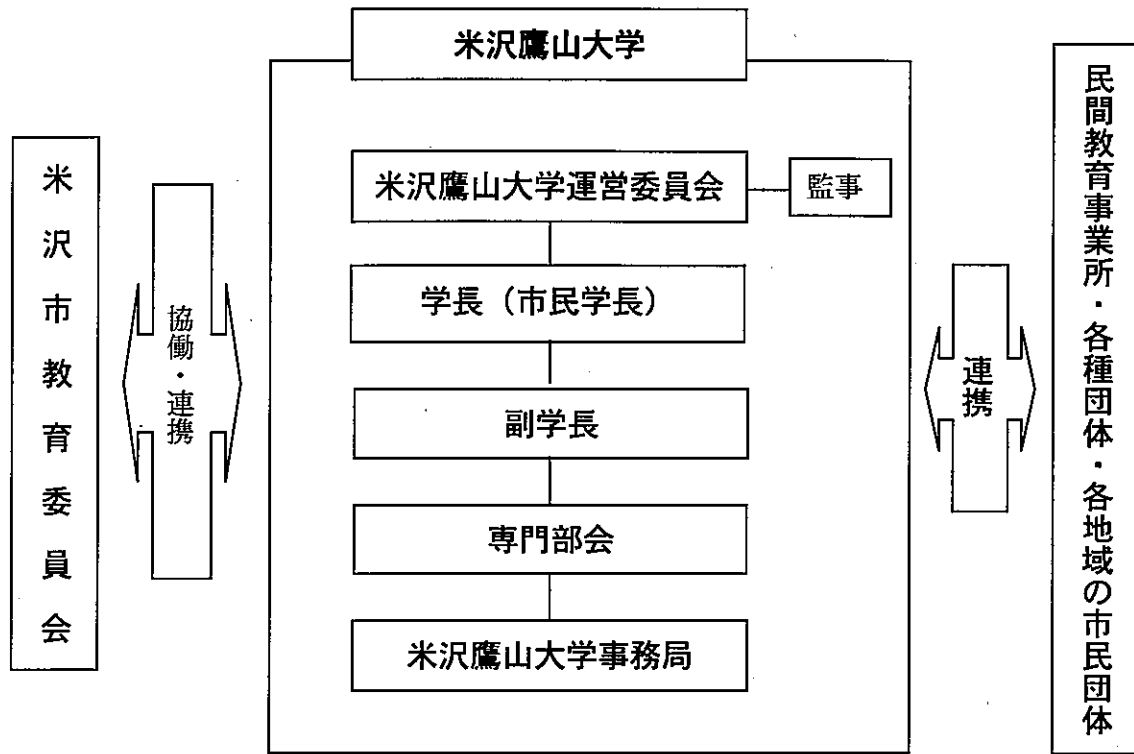 米沢鷹山大学
米沢市教育委員会
協働・連携
米沢鷹山大学運営委員会
監事
学長（市民学長）
副学長
専門部会
米沢鷹山大学事務局
連携
民間教育事業所・各種団体・各地域の市民団体